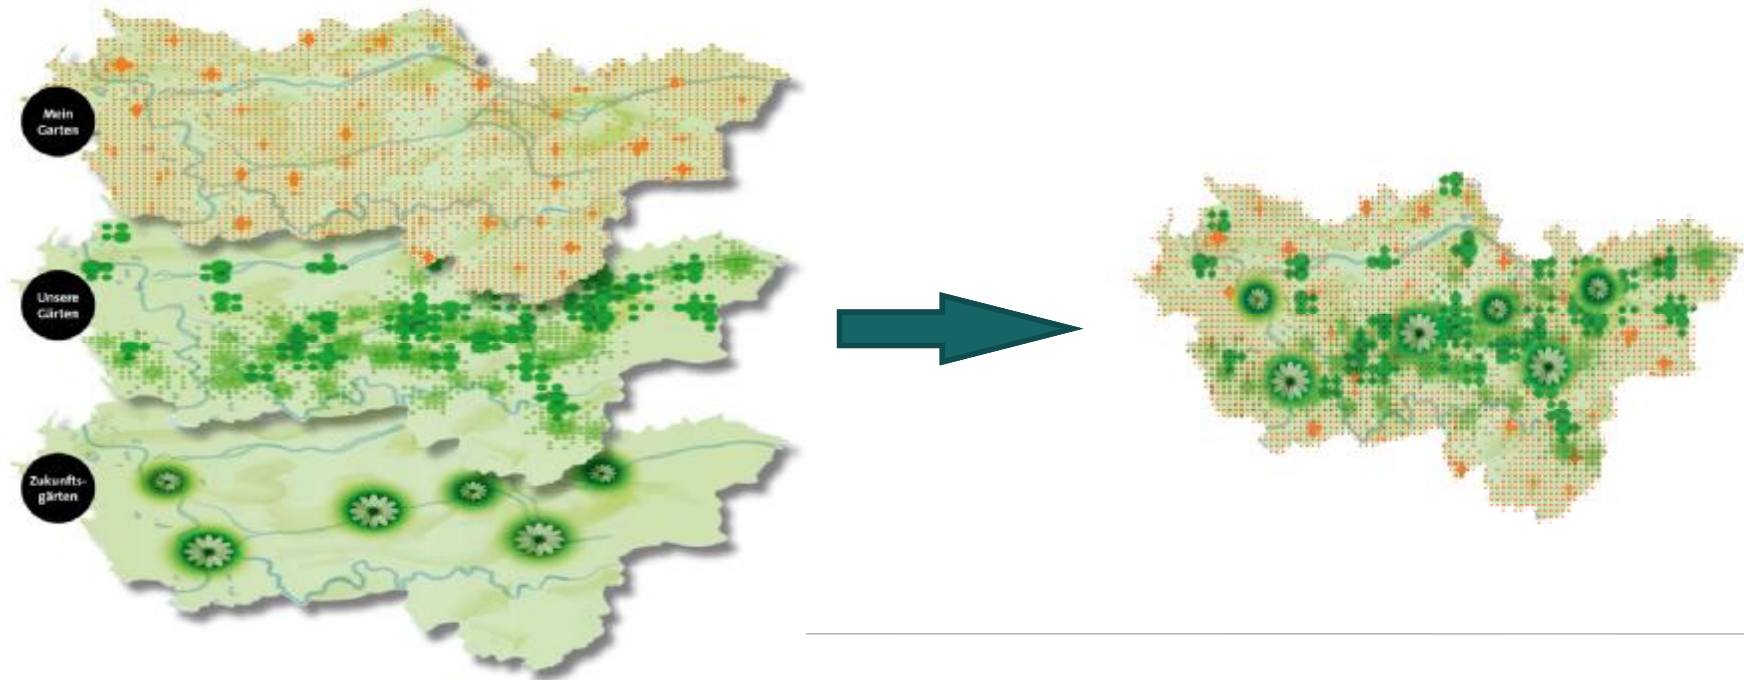 Mein
Garten
Unsere
Gärten
Zukunfts-
gärten